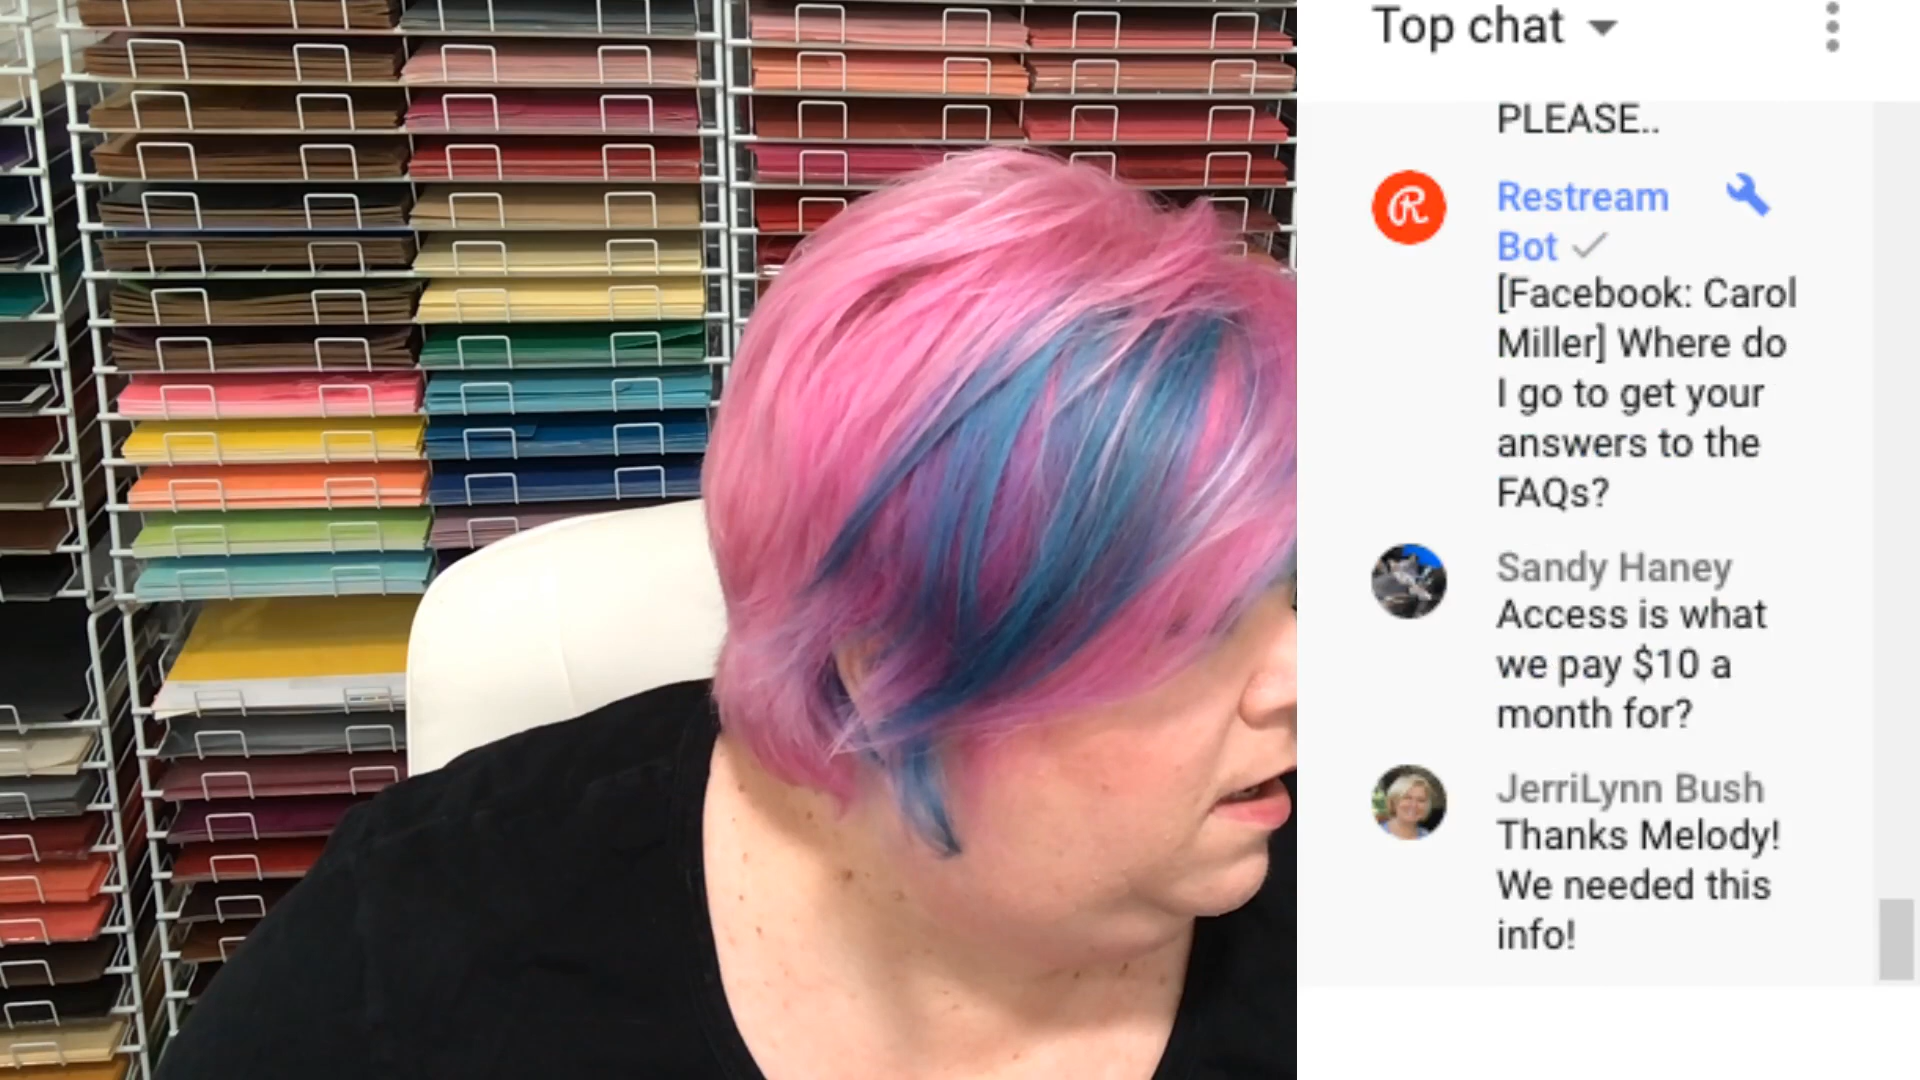 Top chat
PLEASE..
Restream
Bot
[Facebook: Carol
Miller] Where do
I go to get your
answers to the
FAQs?
Sandy Haney
Access is what
we pay $10 a
month for?
JerriLynn Bush
Thanks Melody!
We needed this
info!